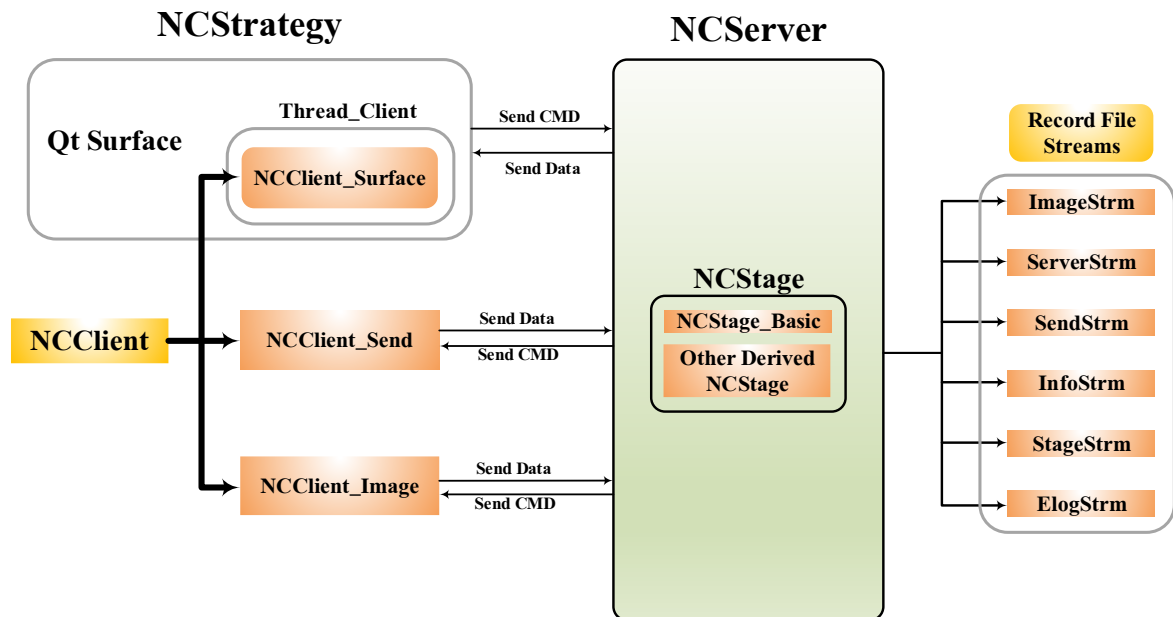 NCStrategy
NCServer
Qt Surface
Thread_Client
NCClient_Surface
Send CMD
Send Data
NCClient
NCClient_Send
Send Data
Send CMD
NCClient_Image
Send Data
Send CMD
NCStage
NCStage_Basic
Other Derived
NCStage
Record File
Streams
ImageStrm
ServerStrm
SendStrm
InfoStrm
StageStrm
ElogStrm